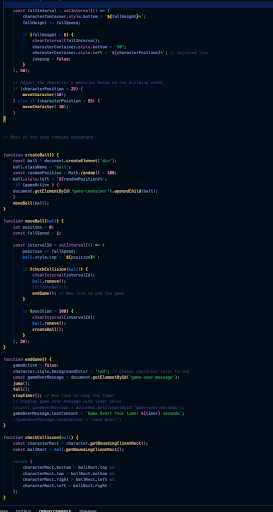 const fallInterval = setInterval(() => {
characterContainer.style.bottom = `${fallHeight}%`;
fallHeight -= fallSpeed;
if (fallHeight < 0) {
clearInterval(fallInterval);
characterContainer.style.bottom = "50";
characterContainer.style.left = `${characterPosition}%`; // Adjusted line
jumping = false;
}
}, 50);
// Adjust the character's position based on the building width
if (characterPosition < 25) {
moveCharacter(10);
} else if (characterPosition > 55) {
moveCharacter(-10);
}
}
// Rest of the code remains unchanged
function createBall() {
const ball = document.createElement("div");
ball.className = "ball";
const randomPosition = Math.random() * 100;
ball.style.left = `${randomPosition}%`;
if (gameActive) {
document.getElementById("game-container").appendChild(ball);
}
moveBall(ball);
}
function moveBall(ball) {
let position = 0;
const fallSpeed = 1;
const intervalId = setInterval(() => {
position += fallSpeed;
ball.style.top = `${position}%`;
if (checkCollision(ball)) {
clearInterval(intervalId);
ball.remove();
//createBall();
endGame(); // New line to end the game
}
if (position > 100) {
clearInterval(intervalId);
ball.remove();
createBall();
}
}, 20);
}
function endGame() {
gameActive = false;
character.style.backgroundColor = "red"; // Change character color to red
const gameOverMessage = document.getElementById("game-over-message");
jump();
fall();
stopTimer(); // New line to stop the timer
// Display game over message with timer value
//const gameOverMessage = document.getElementById("game-over-message");
gameOverMessage.textContent = `Game Over! Your time: ${timer} seconds`;
//gameOverMessage.textContent = "Game Over!";
}
function checkCollision(ball) {
const characterRect = character.getBoundingClientRect();
const ballRect = ball.getBoundingClientRect();
return (
characterRect.bottom > ballRect.top &&
characterRect.top < ballRect.bottom &&
characterRect.right > ballRect.left &&
characterRect.left < ballRect.right
);
}
DEBUG CONSOLE